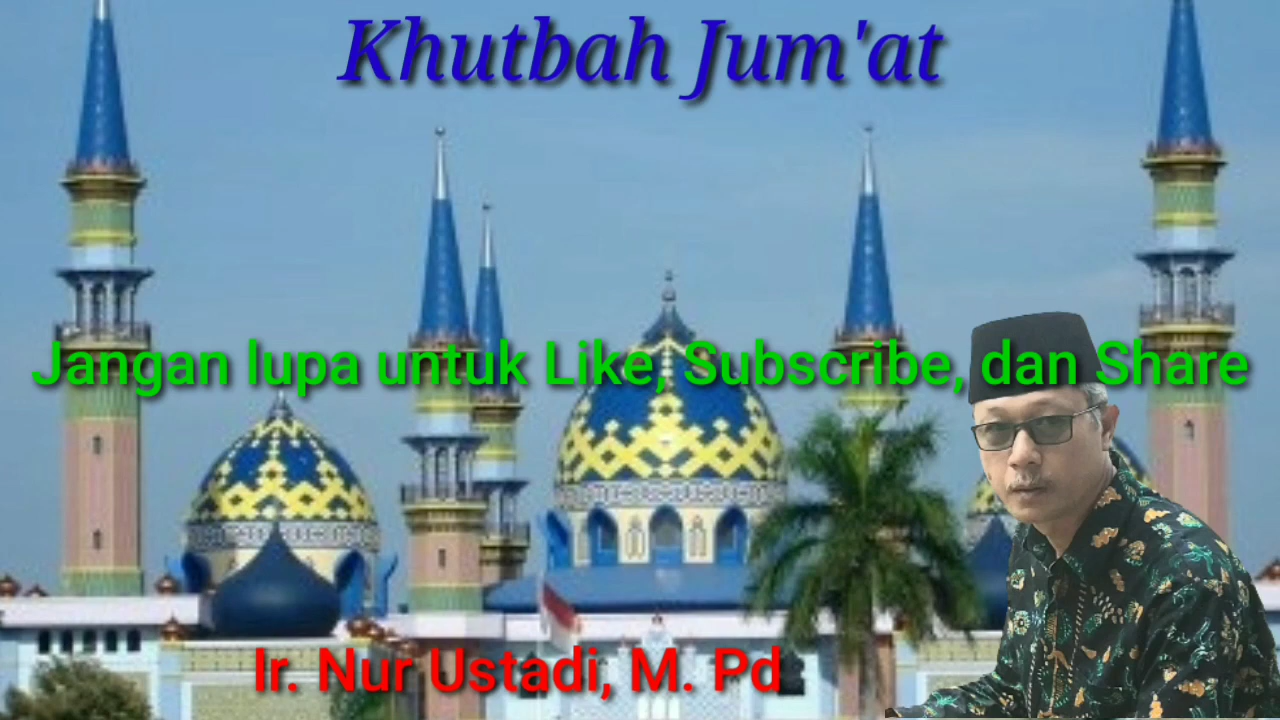 Khutbah Jum'at
Jangan lupa untuk Like, Subscribe, dan Share
Ir. Nur Ustadi, M. Pd